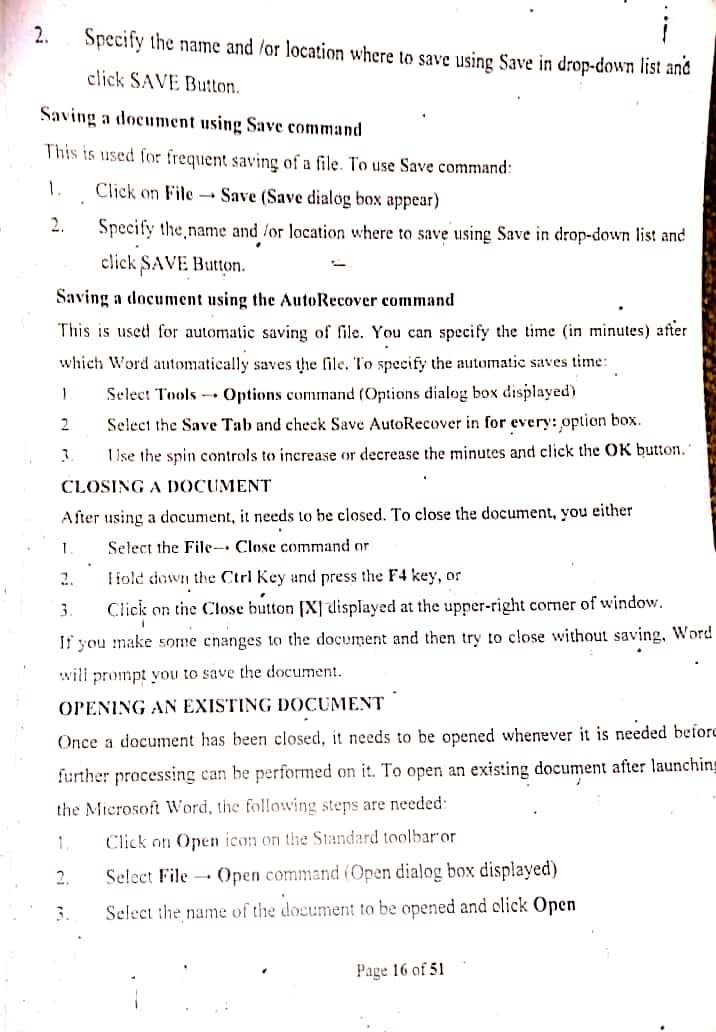 2. Specify the name and /or location where to save using Save in drop-down list and
click SAVE Button.
Saving a document using Save command
This is used for frequent saving of a file. To use Save command:
1. Click on File → Save (Save dialog box appear)
2. Specify the name and /or location where to save using Save in drop-down list and
click SAVE Button.
Saving a document using the AutoRecover command
This is used for automatic saving of file. You can specify the time (in minutes) after
which Word automatically saves the file. To specify the automatic saves time:
1 Select Tools → Options command (Options dialog box displayed)
2 Select the Save Tab and check Save AutoRecover in for every: option box.
3. Use the spin controls to increase or decrease the minutes and click the OK button.
CLOSING A DOCUMENT
After using a document, it needs to be closed. To close the document, you either
1. Select the File→ Close command or
2. Hold down the Ctrl Key and press the F4 key, or
3. Click on the Close button [X] displayed at the upper-right corner of window.
If you make some changes to the document and then try to close without saving, Word
will prompt you to save the document.
OPENING AN EXISTING DOCUMENT
Once a document has been closed, it needs to be opened whenever it is needed before
further processing can be performed on it. To open an existing document after launching
the Microsoft Word, the following steps are needed:
1. Click on Open icon on the Standard toolbar or
2. Select File → Open command (Open dialog box displayed)
3. Select the name of the document to be opened and click Open
Page 16 of 51